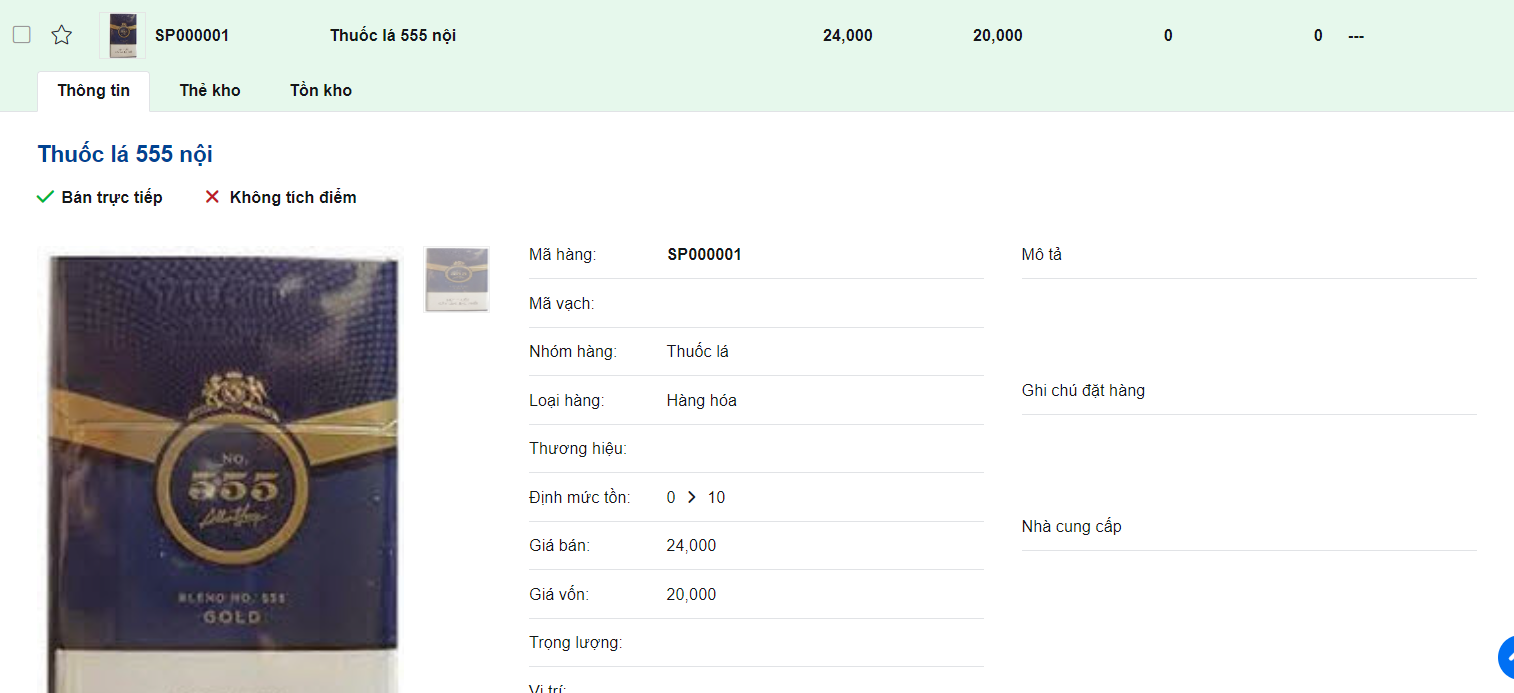 SP000001 Thuốc lá 555 nội 24,000 20,000 0 0 ---
Thông tin Thẻ kho Tồn kho
Thuốc lá 555 nội
Bán trực tiếp Không tích điểm
Mã hàng: SP000001
Mã vạch:
Nhóm hàng: Thuốc lá
Loại hàng: Hàng hóa
Thương hiệu:
Định mức tồn: 0 > 10
Giá bán: 24,000
Giá vốn: 20,000
Trọng lượng:
Vị trí:
Mô tả
Ghi chú đặt hàng
Nhà cung cấp
NO.
555
BLEND NO. 555
GOLD